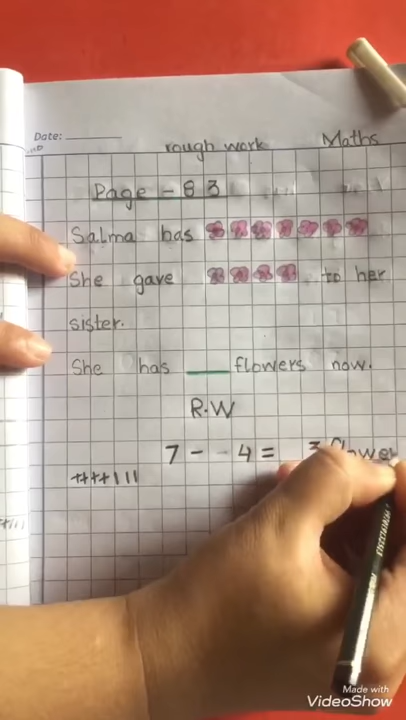 Date:
rough work Maths
Page - 83
Salma has
She gave to her
sister.
She has ___ flowers now.
R.W
7 - 4 = 3 flower
Made with
VideoShow